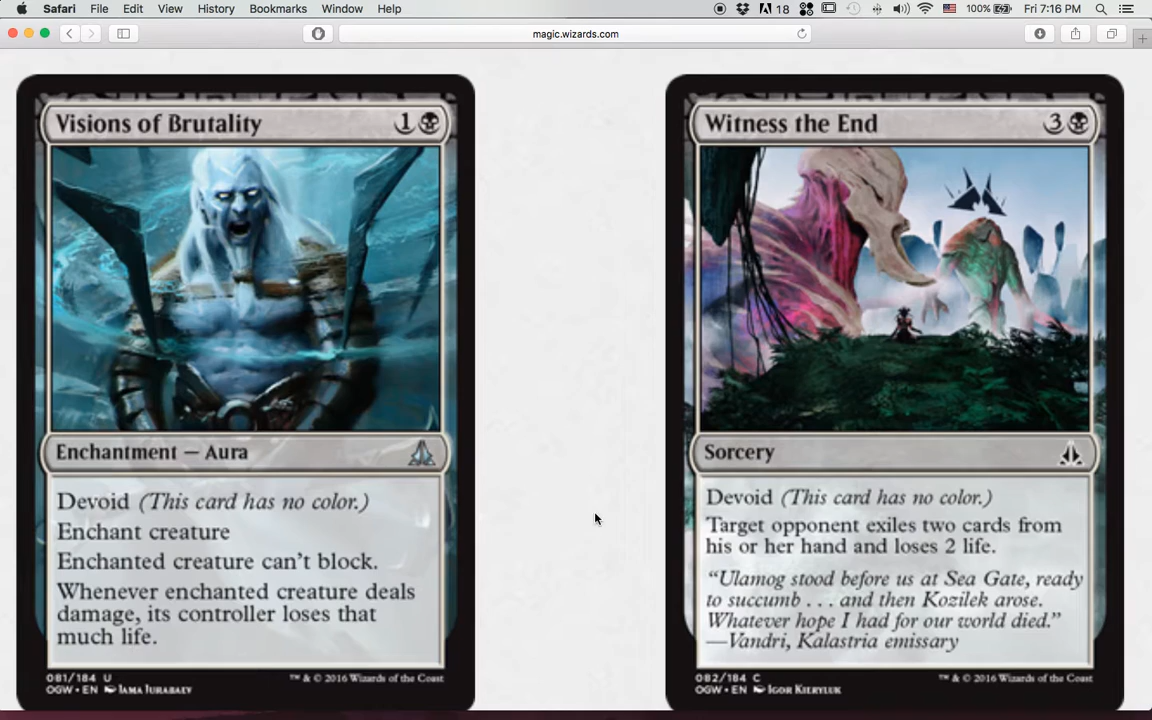 Safari File Edit View History Bookmarks Window Help 18 100% Fri 7:16 PM
magic.wizards.com
Visions of Brutality 1
Enchantment — Aura
Devoid (This card has no color.)
Enchant creature
Enchanted creature can't block.
Whenever enchanted creature deals
damage, its controller loses that
much life.
081/184 U
OGW • EN Iama Iurabaev
™ & © 2016 Wizards of the Coast
Witness the End 3
Sorcery
Devoid (This card has no color.)
Target opponent exiles two cards from
his or her hand and loses 2 life.
"Ulamog stood before us at Sea Gate, ready
to succumb . . . and then Kozilek arose.
Whatever hope I had for our world died."
—Vandri, Kalastria emissary
082/184 C
OGW • EN Igor Kieryluk
™ & © 2016 Wizards of the Coast